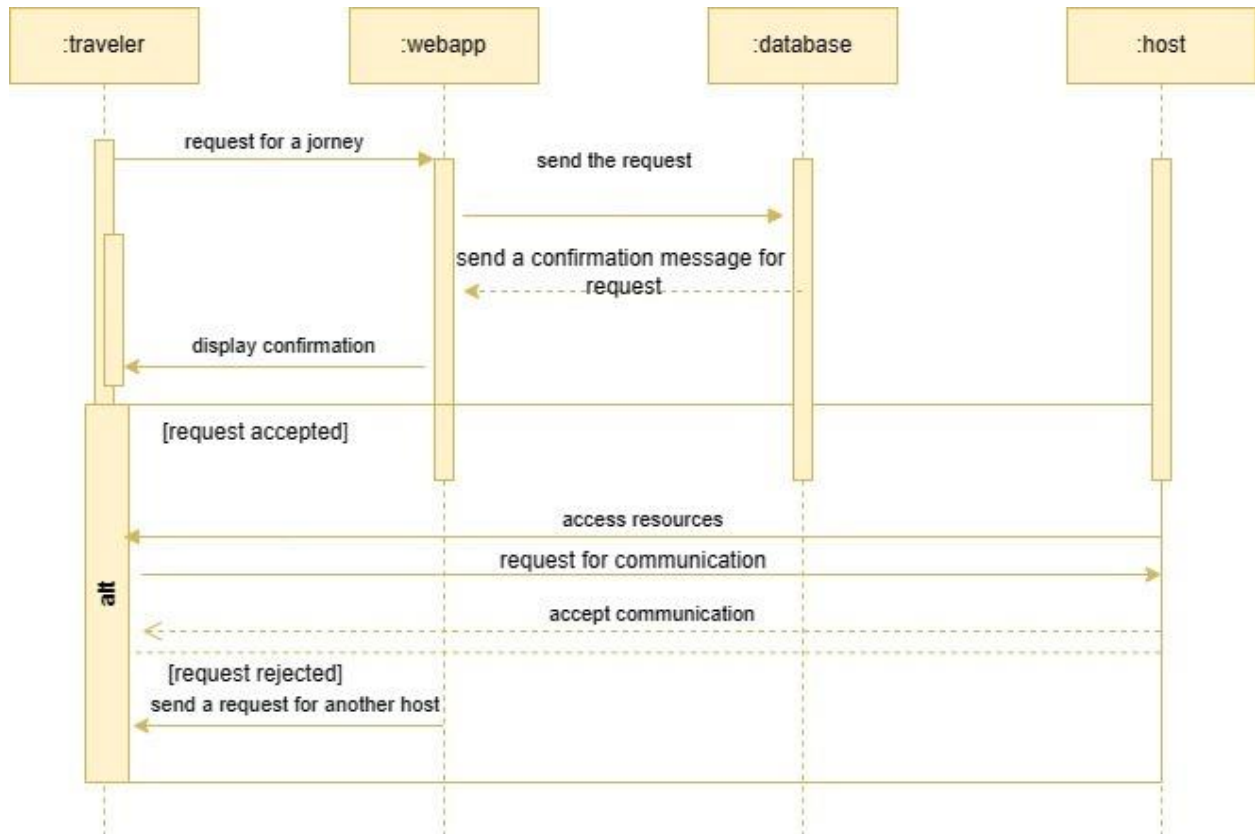 :traveler
:webapp
:database
:host
request for a jorney
send the request
send a confirmation message for
request
display confirmation
[request accepted]
access resources
request for communication
alt
accept communication
[request rejected]
send a request for another host